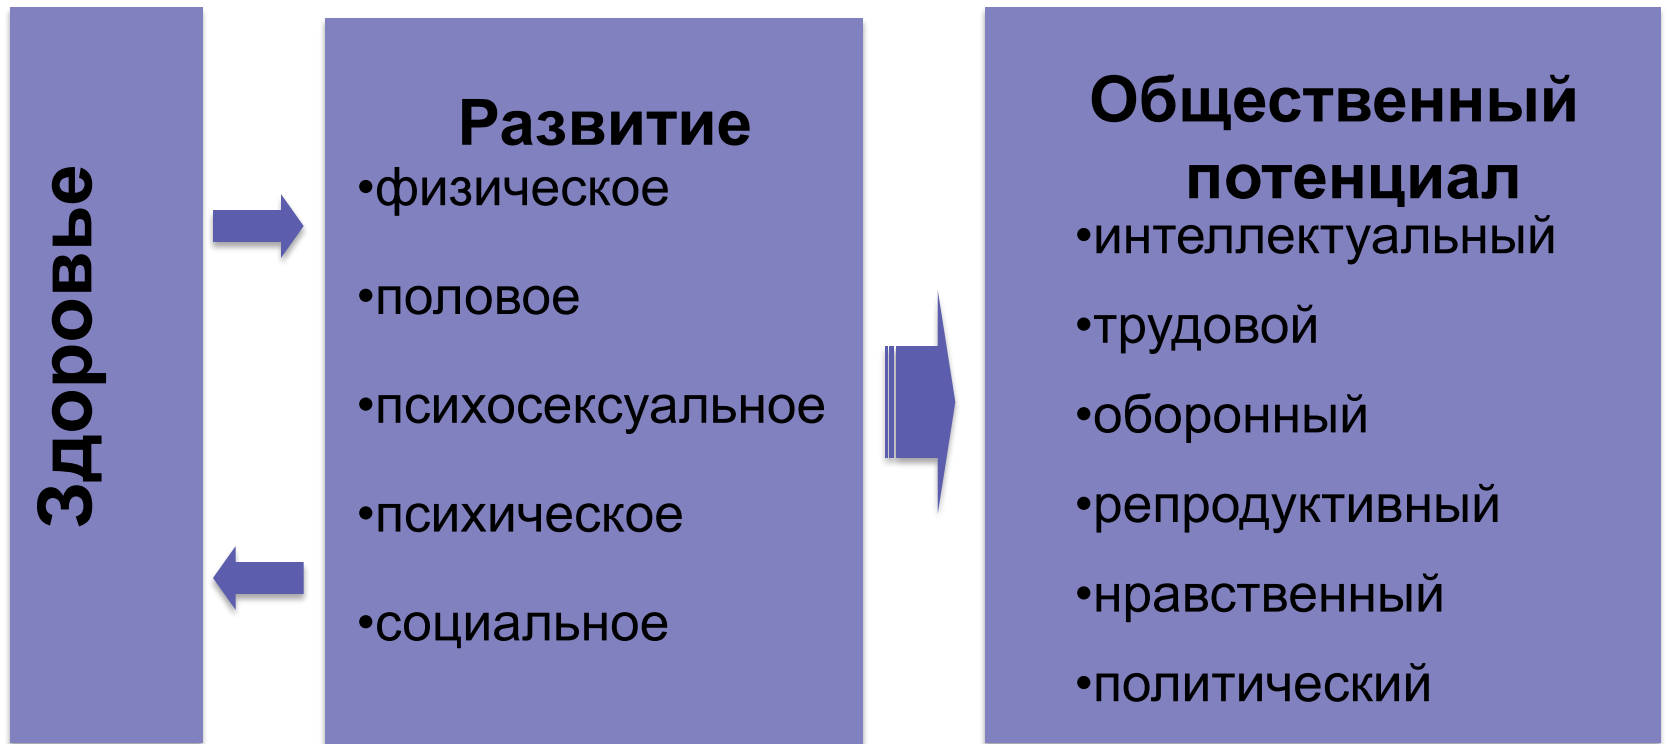 Здоровье
Развитие
•физическое
•половое
•психосексуальное
•психическое
•социальное
Общественный
потенциал
•интеллектуальный
•трудовой
•оборонный
•репродуктивный
•нравственный
•политический